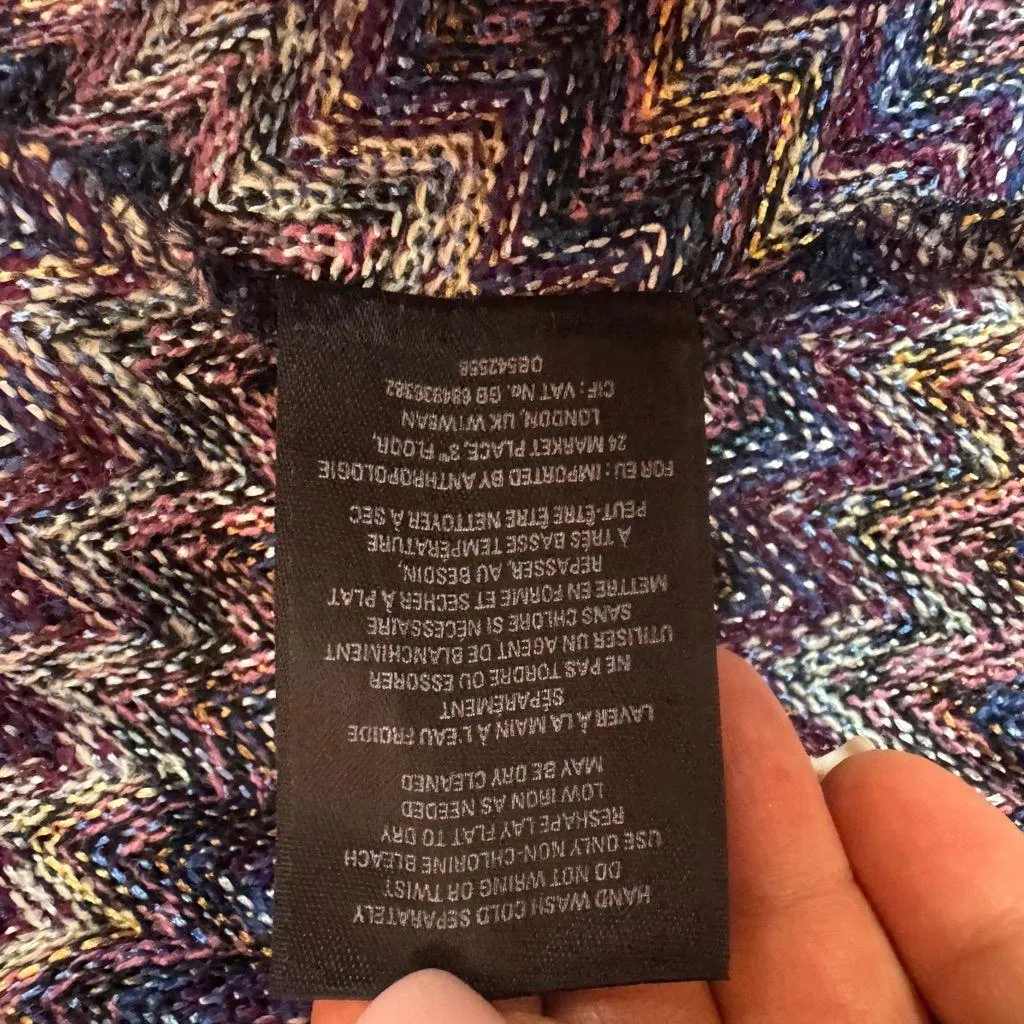 HAND WASH COLD SEPARATELY
DO NOT WRING OR TWIST
USE ONLY NON-CHLORINE BLEACH
RESHAPE LAY FLAT TO DRY
LOW IRON AS NEEDED
MAY BE DRY CLEANED
LAVER À LA MAIN À L'EAU FROIDE
SÉPARÉMENT
NE PAS TORDRE OU ESSORER
UTILISER UN AGENT DE BLANCHIMENT
SANS CHLORE SI NÉCESSAIRE
METTRE EN FORME ET SÉCHER À PLAT
REPASSER, AU BESOIN,
À TRÈS BASSE TEMPÉRATURE
PEUT-ÊTRE NETTOYER À SEC
FOR EU : IMPORTED BY ANTHROPOLOGIE
24 MARKET PLACE, 3RD FLOOR,
LONDON, UK W1W8AN
CIF : VAT No. GB 684936382
OB542558